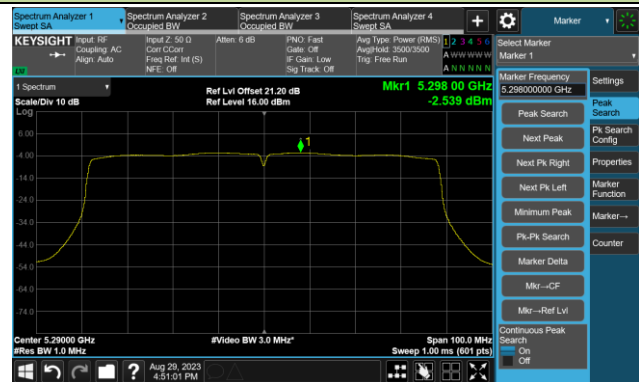 Spectrum Analyzer 1
Swept SA
Spectrum Analyzer 2
Occupied BW
Spectrum Analyzer 3
Occupied BW
Spectrum Analyzer 4
Swept SA
+
Marker
KEYSIGHT
Input: RF
Coupling: AC
Align: Auto
Input Z: 50 Ω
Corr CCorr
Freq Ref: Int (S)
NFE: Off
Atten: 6 dB
PNO: Fast
Gate: Off
IF Gain: Low
Sig Track: Off
Avg Type: Power (RMS)
Avg|Hold: 3500/3500
Trig: Free Run
1 2 3 4 5 6
A W W W W W
A N N N N N
Select Marker
Marker 1
LW
1 Spectrum
Scale/Div 10 dB
Log
Ref Lvl Offset 21.20 dB
Ref Level 16.00 dBm
Mkr1 5.298 00 GHz
-2.539 dBm
1
6.00
-4.00
-14.0
-24.0
-34.0
-44.0
-54.0
-64.0
-74.0
Center 5.29000 GHz
#Res BW 1.0 MHz
#Video BW 3.0 MHz*
Span 100.0 MHz
Sweep 1.00 ms (601 pts)
Marker Frequency
5.298000000 GHz
Peak Search
Next Peak
Next Pk Right
Next Pk Left
Minimum Peak
Pk-Pk Search
Marker Delta
Mkr→CF
Mkr→Ref Lvl
Continuous Peak
Search
On
Off
Settings
Peak
Search
Pk Search
Config
Properties
Marker
Function
Marker→
Counter
?
Aug 29, 2023
4:51:01 PM